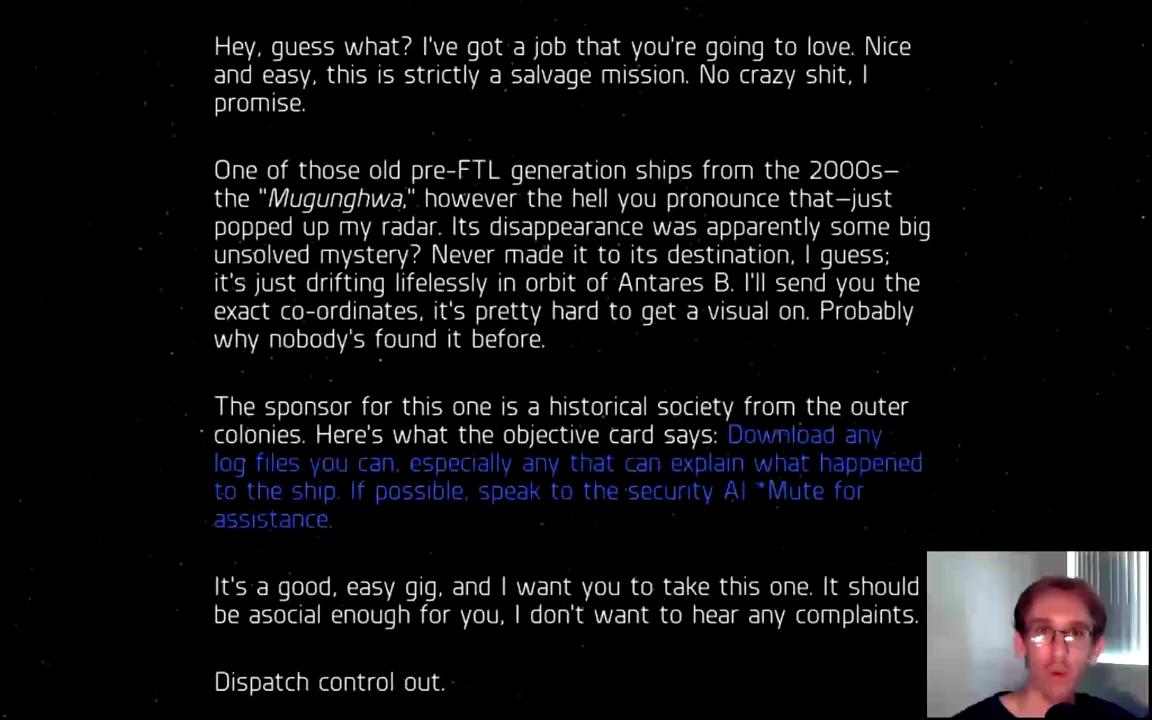 Hey, guess what? I've got a job that you're going to love. Nice
and easy, this is strictly a salvage mission. No crazy shit, I
promise.
One of those old pre-FTL generation ships from the 2000s—
the "Mugunghwa," however the hell you pronounce that—just
popped up my radar. Its disappearance was apparently some big
unsolved mystery? Never made it to its destination, I guess;
it's just drifting lifelessly in orbit of Antares B. I'll send you the
exact co-ordinates, it's pretty hard to get a visual on. Probably
why nobody's found it before.
The sponsor for this one is a historical society from the outer
colonies. Here's what the objective card says: Download any
log files you can, especially any that can explain what happened
to the ship. If possible, speak to the security AI *Mute for
assistance.
It's a good, easy gig, and I want you to take this one. It should
be asocial enough for you, I don't want to hear any complaints.
Dispatch control out.